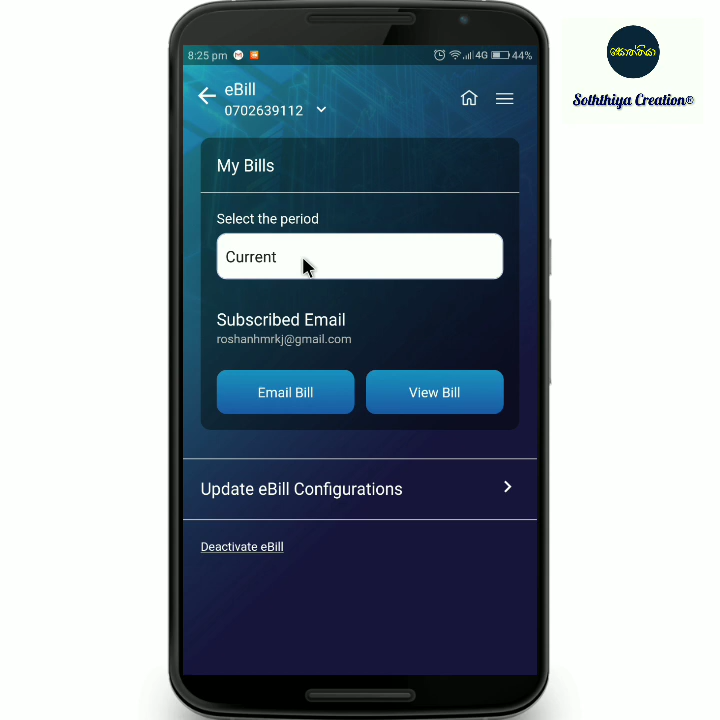 8:25 pm
4G
44%
සොත්තියා
Soththiya Creation®
eBill
0702639112
My Bills
Select the period
Current
Subscribed Email
roshanhmrkj@gmail.com
Email Bill
View Bill
Update eBill Configurations
Deactivate eBill